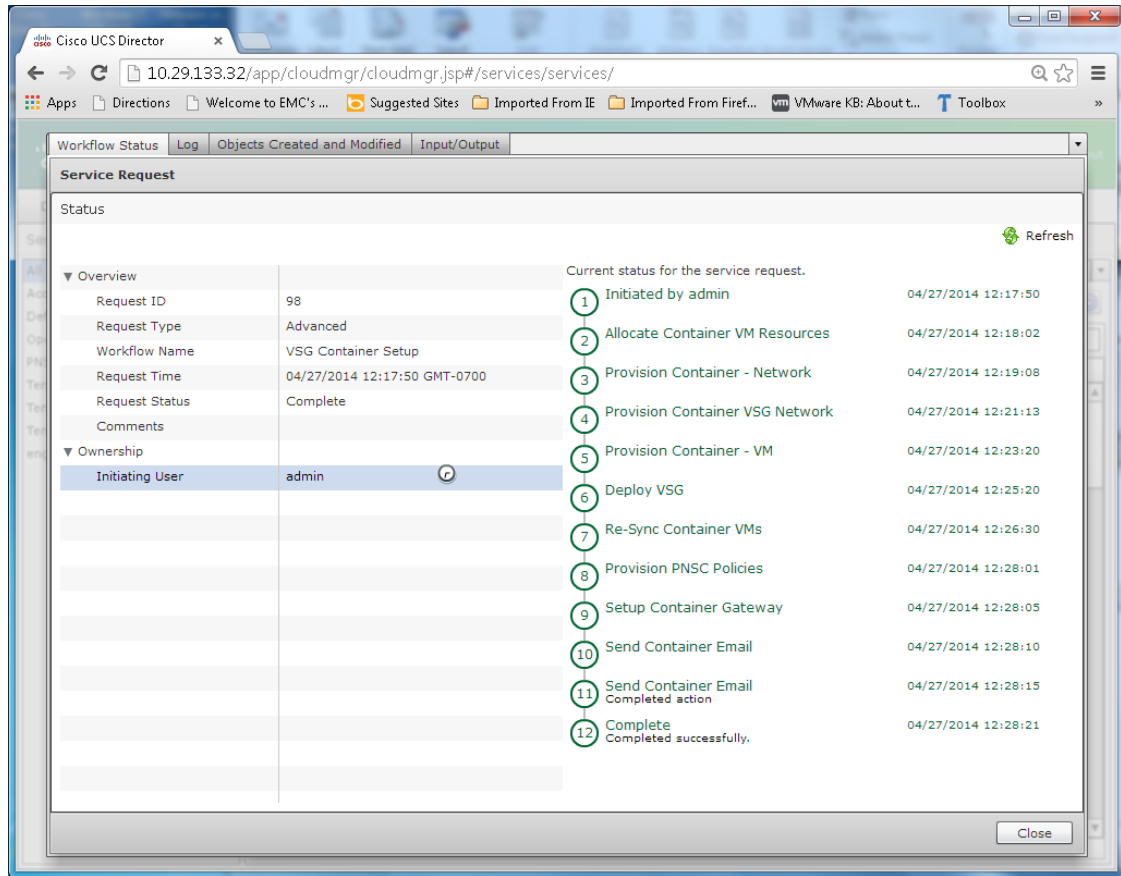 Cisco UCS Director
10.29.133.32/app/cloudmgr/cloudmgr.jsp#/services/services/
Apps Directions Welcome to EMC's ... Suggested Sites Imported From IE Imported From Firef... vm VMware KB: About t... Toolbox »
Workflow Status Log Objects Created and Modified Input/Output
Service Request
Status
Refresh
Overview
Request ID 98
Request Type Advanced
Workflow Name VSG Container Setup
Request Time 04/27/2014 12:17:50 GMT-0700
Request Status Complete
Comments
Ownership
Initiating User admin
Current status for the service request.
1 Initiated by admin 04/27/2014 12:17:50
2 Allocate Container VM Resources 04/27/2014 12:18:02
3 Provision Container - Network 04/27/2014 12:19:08
4 Provision Container VSG Network 04/27/2014 12:21:13
5 Provision Container - VM 04/27/2014 12:23:20
6 Deploy VSG 04/27/2014 12:25:20
7 Re-Sync Container VMs 04/27/2014 12:26:30
8 Provision PNSC Policies 04/27/2014 12:28:01
9 Setup Container Gateway 04/27/2014 12:28:05
10 Send Container Email 04/27/2014 12:28:10
11 Send Container Email 04/27/2014 12:28:15
Completed action
12 Complete 04/27/2014 12:28:21
Completed successfully.
Close